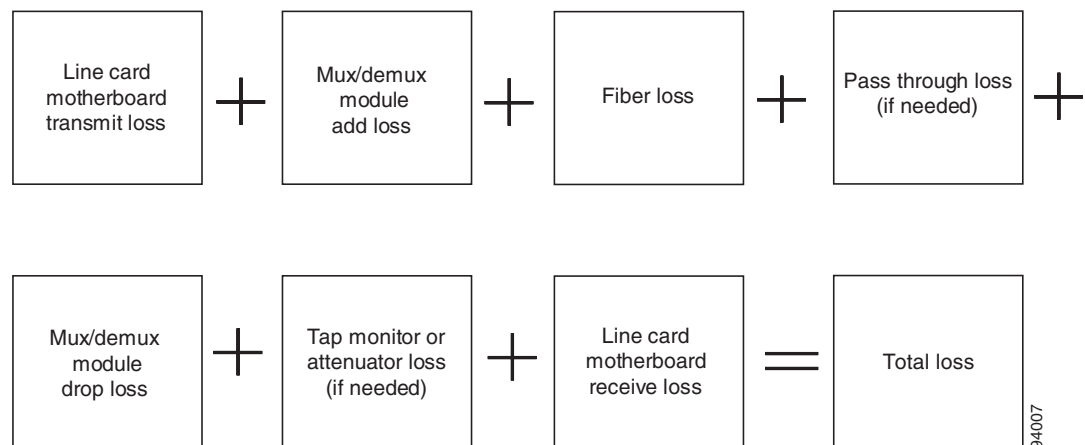 Line card
motherboard
transmit loss
+
Mux/demux
module
add loss
+
Fiber loss
+
Pass through loss
(if needed)
+
Mux/demux
module
drop loss
+
Tap monitor or
attenuator loss
(if needed)
+
Line card
motherboard
receive loss
=
Total loss
94007